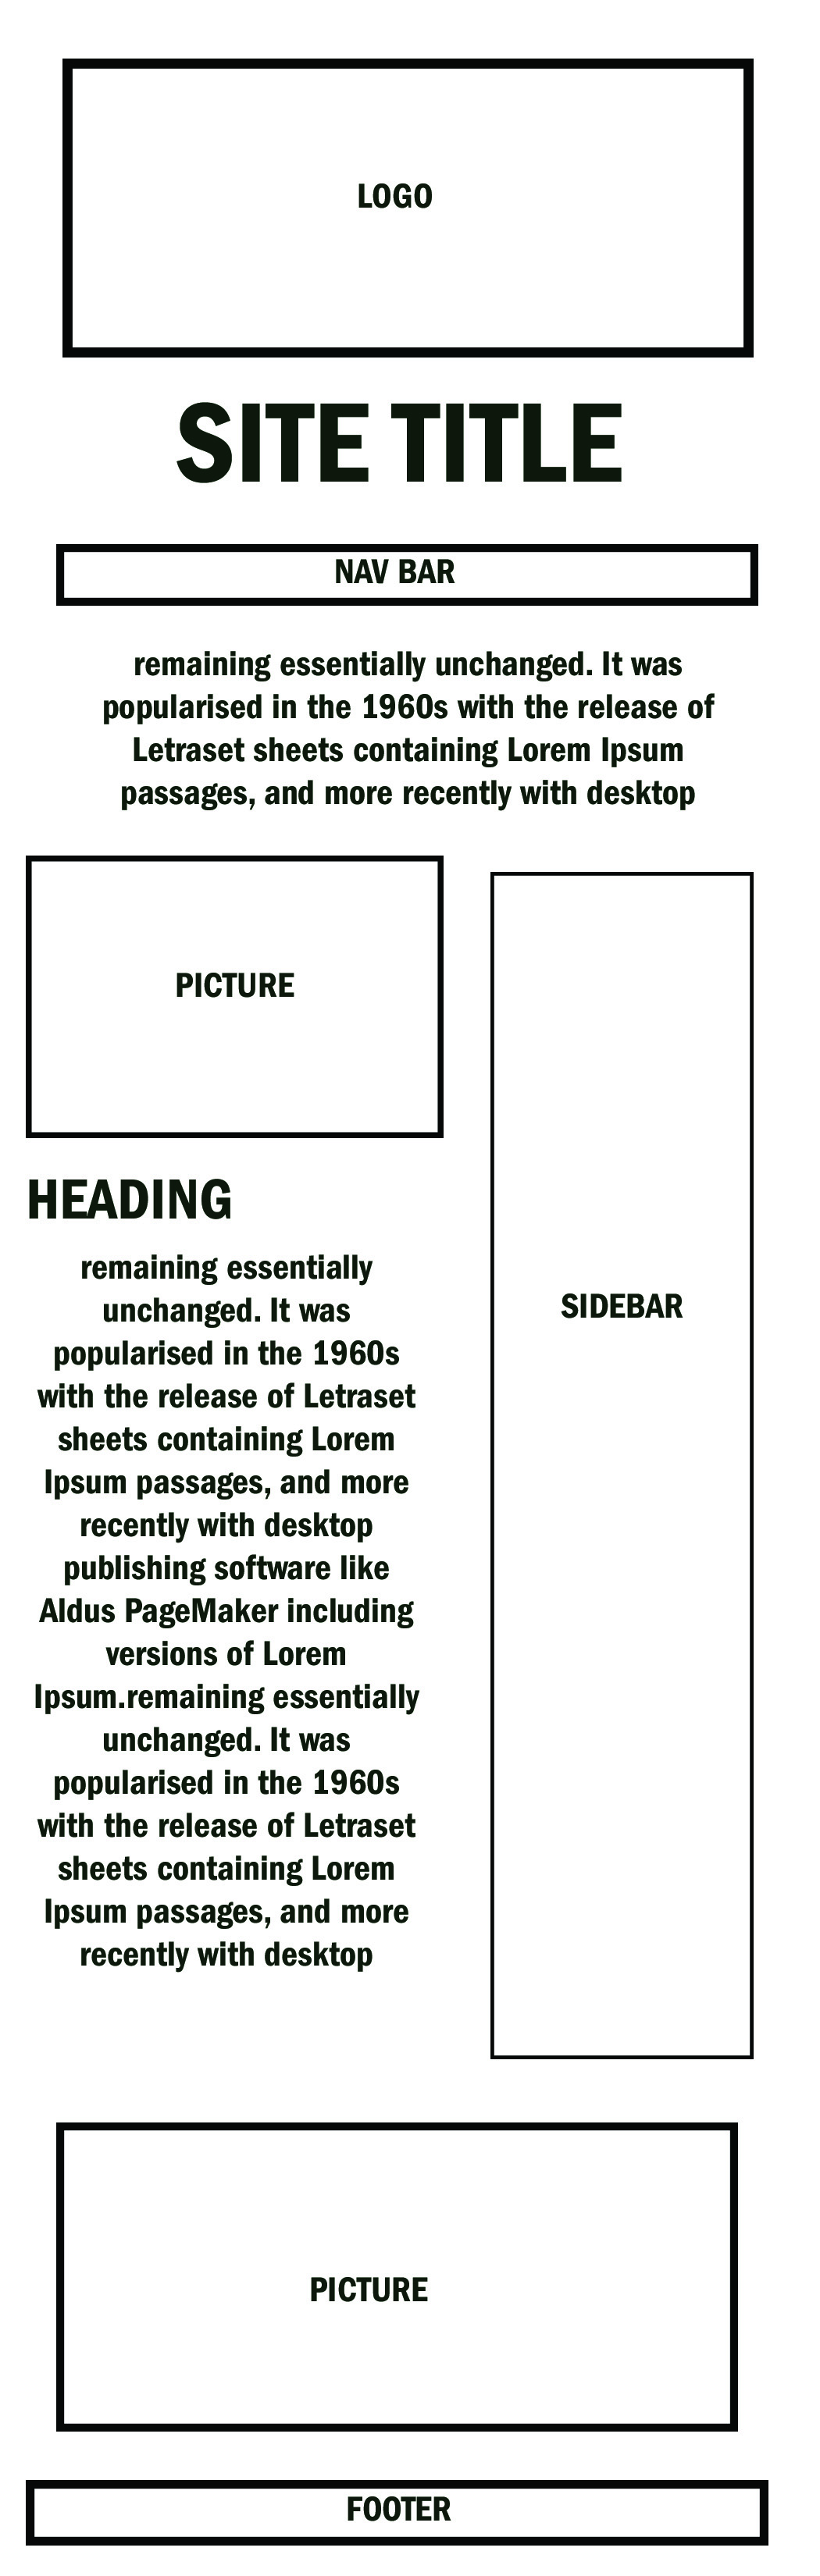 LOGO
SITE TITLE
NAV BAR
remaining essentially unchanged. It was
popularised in the 1960s with the release of
Letraset sheets containing Lorem Ipsum
passages, and more recently with desktop
PICTURE
HEADING
remaining essentially
unchanged. It was
popularised in the 1960s
with the release of Letraset
sheets containing Lorem
Ipsum passages, and more
recently with desktop
publishing software like
Aldus PageMaker including
versions of Lorem
Ipsum.remaining essentially
unchanged. It was
popularised in the 1960s
with the release of Letraset
sheets containing Lorem
Ipsum passages, and more
recently with desktop
SIDEBAR
PICTURE
FOOTER